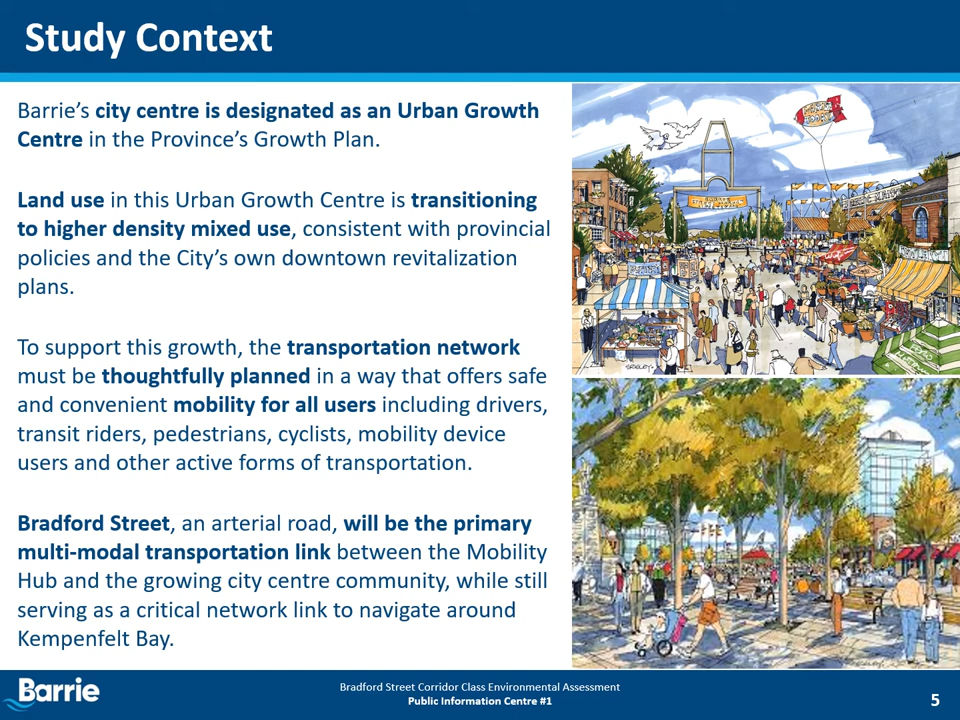 Study Context
Barrie’s city centre is designated as an Urban Growth
Centre in the Province’s Growth Plan.
Land use in this Urban Growth Centre is transitioning
to higher density mixed use, consistent with provincial
policies and the City’s own downtown revitalization
plans.
To support this growth, the transportation network
must be thoughtfully planned in a way that offers safe
and convenient mobility for all users including drivers,
transit riders, pedestrians, cyclists, mobility device
users and other active forms of transportation.
Bradford Street, an arterial road, will be the primary
multi-modal transportation link between the Mobility
Hub and the growing city centre community, while still
serving as a critical network link to navigate around
Kempenfelt Bay.
Barrie
Bradford Street Corridor Class Environmental Assessment
Public Information Centre #1
5